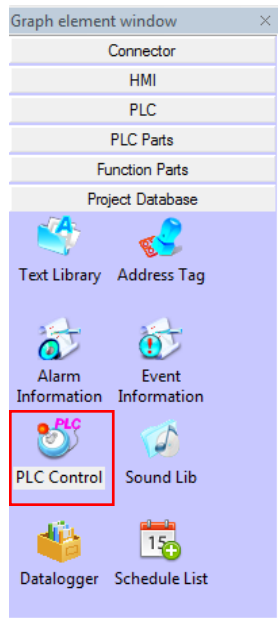 Graph element window
Connector
HMI
PLC
PLC Parts
Function Parts
Project Database
A
Text Library Address Tag
Alarm Information Event Information
PLC
PLC Control Sound Lib
15
Datalogger Schedule List